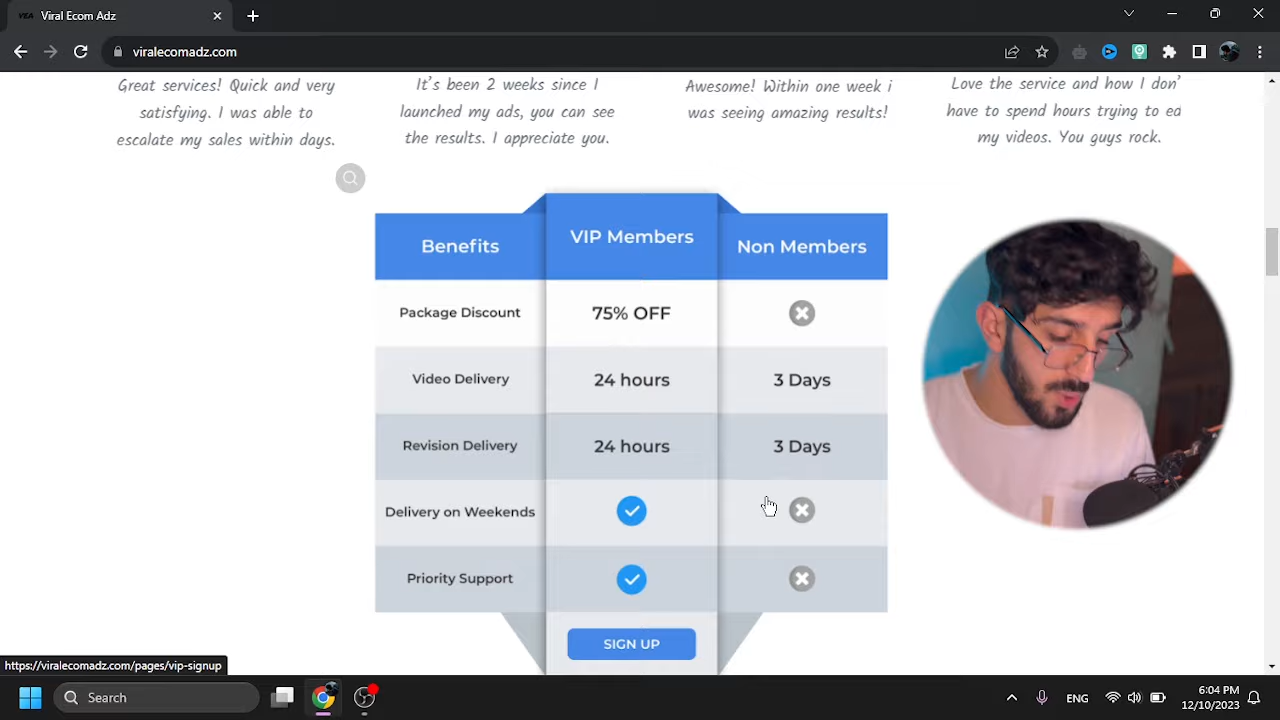 VEA Viral Ecom Adz
viralecomadz.com
Great services! Quick and very
satisfying. I was able to
escalate my sales within days.
It's been 2 weeks since I
launched my ads, you can see
the results. I appreciate you.
Awesome! Within one week i
was seeing amazing results!
Love the service and how I don'
have to spend hours trying to ed
my videos. You guys rock.
Benefits VIP Members Non Members
Package Discount 75% OFF
Video Delivery 24 hours 3 Days
Revision Delivery 24 hours 3 Days
Delivery on Weekends
Priority Support
SIGN UP
https://viralecomadz.com/pages/vip-signup
Search ENG 6:04 PM
12/10/2023